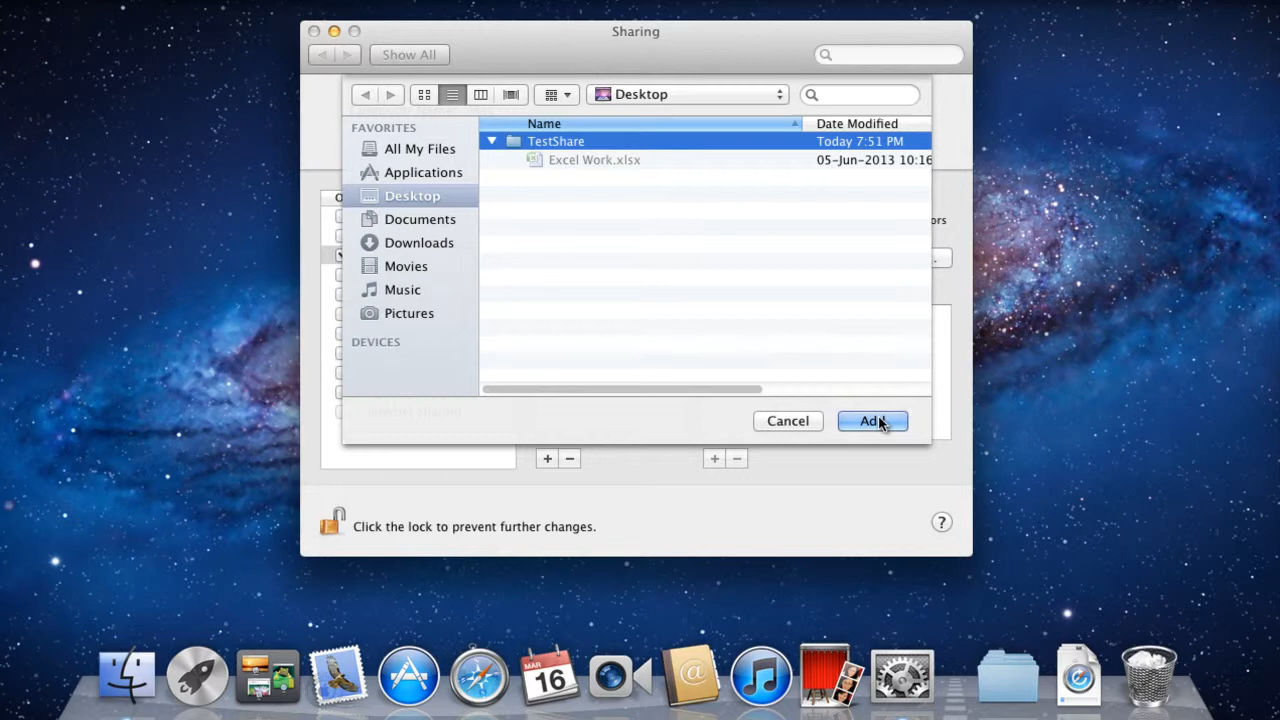 Sharing
Show All
Desktop
FAVORITES
All My Files
Applications
Desktop
Documents
Downloads
Movies
Music
Pictures
DEVICES
Name
Date Modified
TestShare
Today 7:51 PM
Excel Work.xlsx
05-Jun-2013 10:16
ors
Cancel
Add
Click the lock to prevent further changes.
?
MAR
16